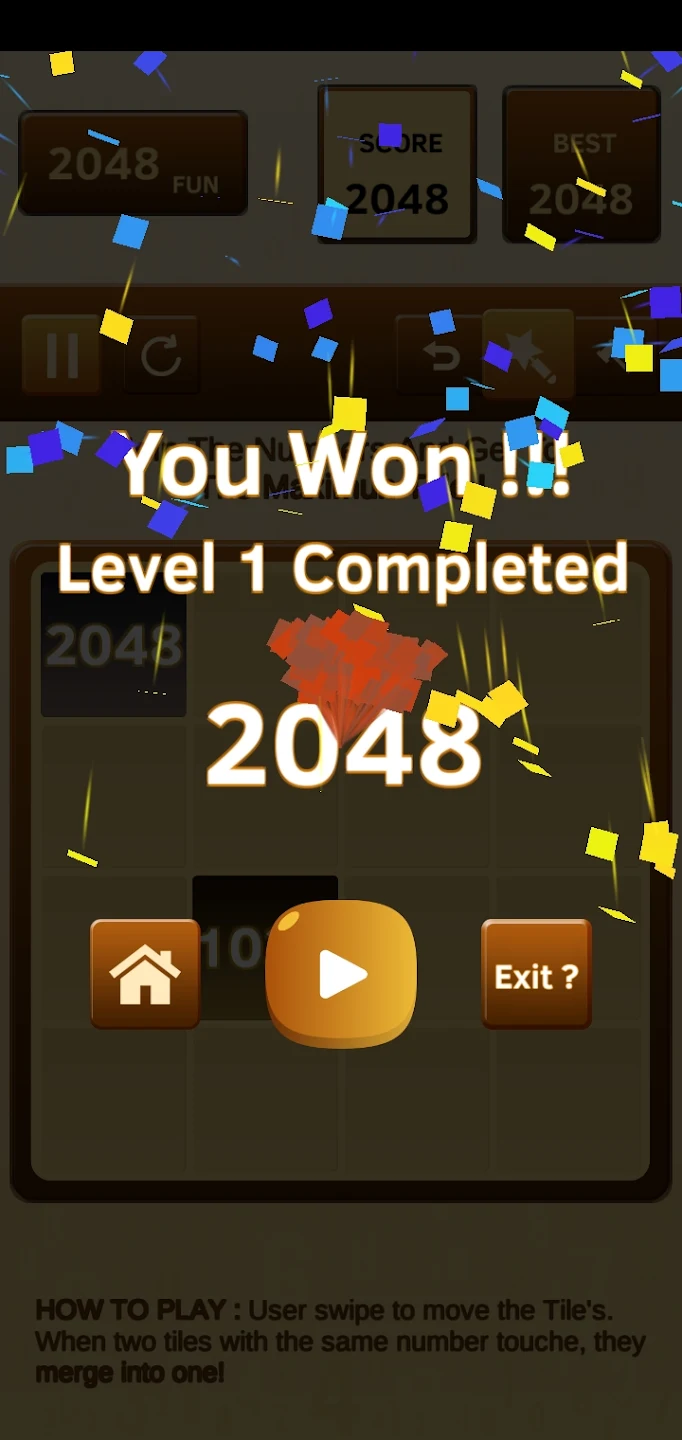 2048 FUN
SCORE
2048
BEST
2048
You Won !!!
Level 1 Completed
2048
2048
Exit ?
HOW TO PLAY : User swipe to move the Tile's.
When two tiles with the same number touche, they
merge into one!